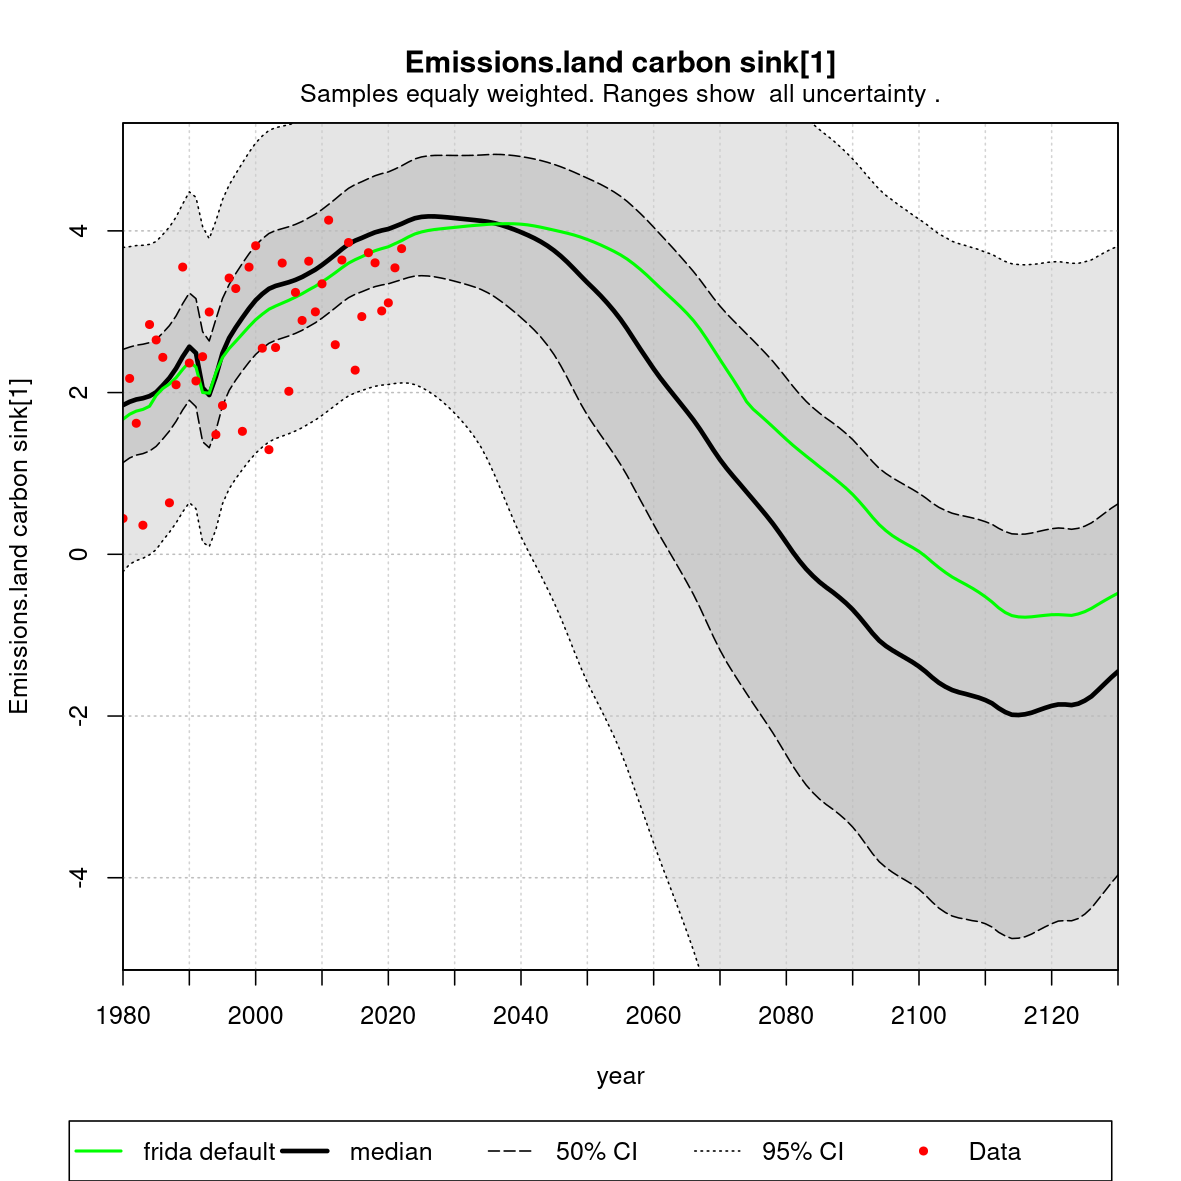 Emissions.land carbon sink[1]
Samples equaly weighted. Ranges show  all uncertainty .
Emissions.land carbon sink[1]
4
2
0
-2
-4
1980 2000 2020 2040 2060 2080 2100 2120
year
frida default median 50% CI 95% CI Data